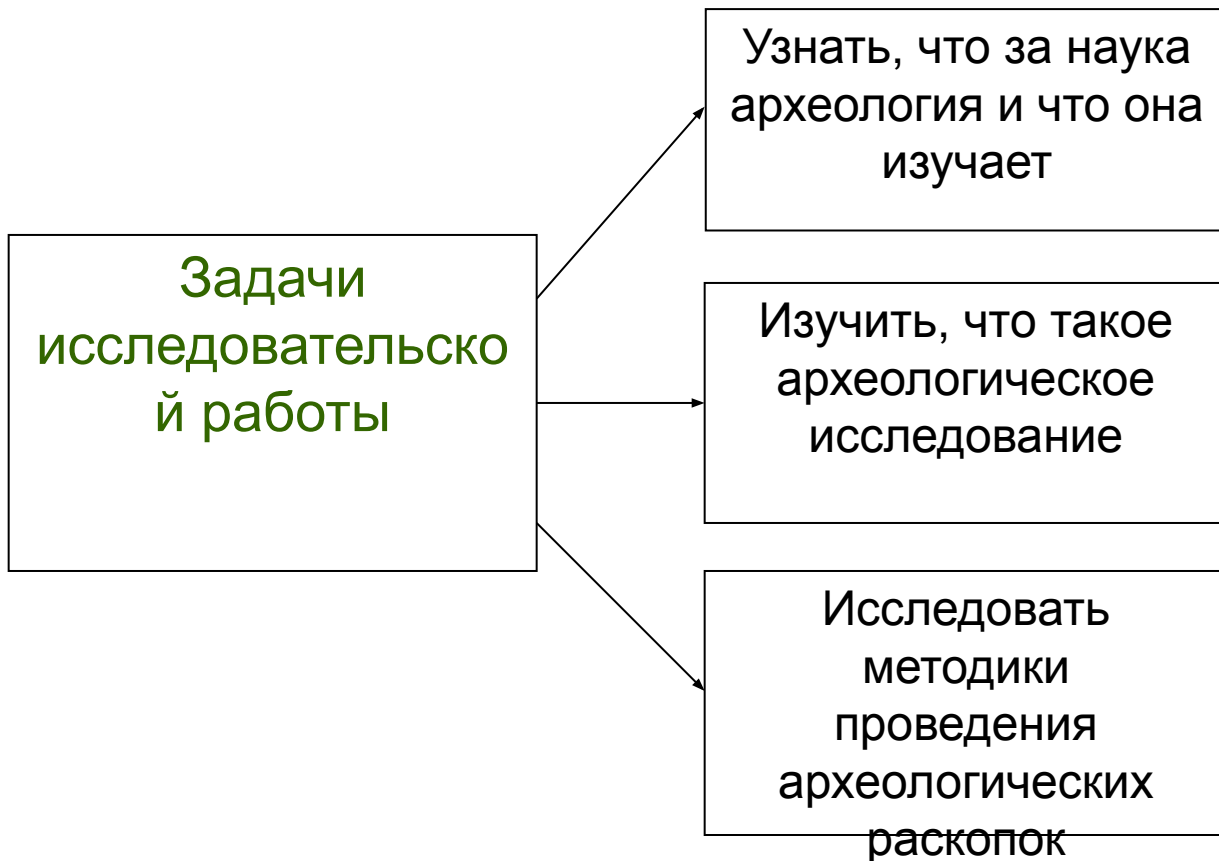 Задачи
исследовательско
й работы
Узнать, что за наука
археология и что она
изучает
Изучить, что такое
археологическое
исследование
Исследовать
методики
проведения
археологических
раскопок